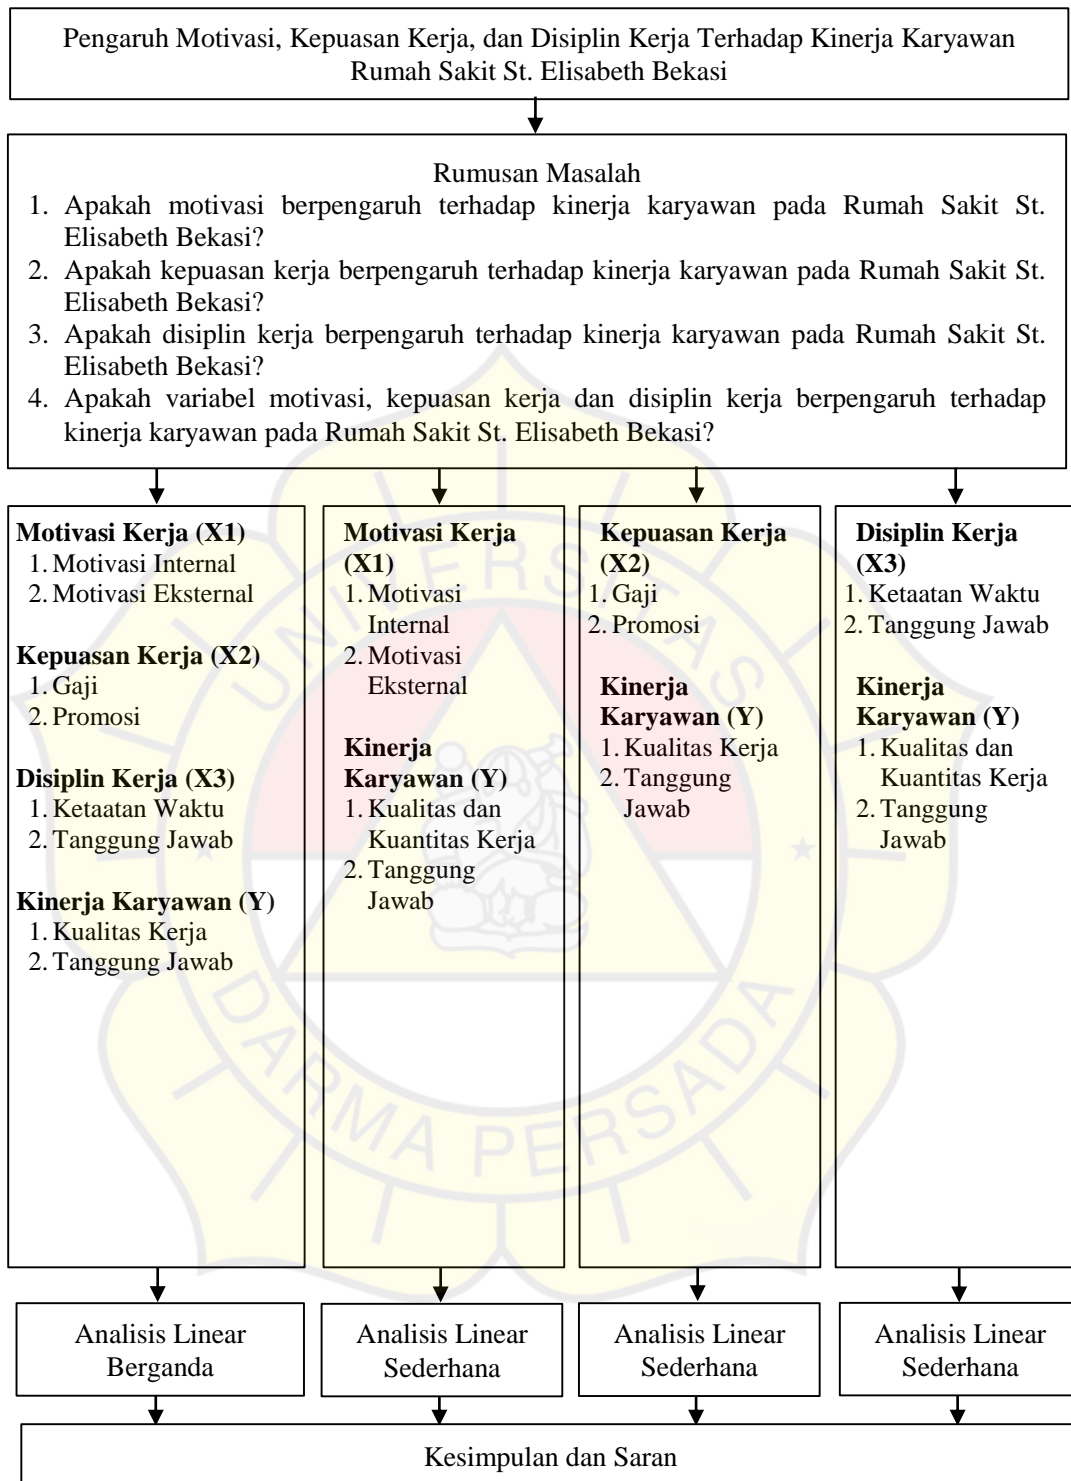 Pengaruh Motivasi, Kepuasan Kerja, dan Disiplin Kerja Terhadap Kinerja Karyawan
Rumah Sakit St. Elisabeth Bekasi
Rumusan Masalah
1. Apakah motivasi berpengaruh terhadap kinerja karyawan pada Rumah Sakit St.
Elisabeth Bekasi?
2. Apakah kepuasan kerja berpengaruh terhadap kinerja karyawan pada Rumah Sakit St.
Elisabeth Bekasi?
3. Apakah disiplin kerja berpengaruh terhadap kinerja karyawan pada Rumah Sakit St.
Elisabeth Bekasi?
4. Apakah variabel motivasi, kepuasan kerja dan disiplin kerja berpengaruh terhadap
kinerja karyawan pada Rumah Sakit St. Elisabeth Bekasi?
Motivasi Kerja (X1)
1. Motivasi Internal
2. Motivasi Eksternal
Kepuasan Kerja (X2)
1. Gaji
2. Promosi
Disiplin Kerja (X3)
1. Ketaatan Waktu
2. Tanggung Jawab
Kinerja Karyawan (Y)
1. Kualitas Kerja
2. Tanggung Jawab
Motivasi Kerja
(X1)
1. Motivasi
Internal
2. Motivasi
Eksternal
Kinerja
Karyawan (Y)
1. Kualitas dan
Kuantitas Kerja
2. Tanggung
Jawab
Kepuasan Kerja
(X2)
1. Gaji
2. Promosi
Kinerja
Karyawan (Y)
1. Kualitas Kerja
2. Tanggung
Jawab
Disiplin Kerja
(X3)
1. Ketaatan Waktu
2. Tanggung Jawab
Kinerja
Karyawan (Y)
1. Kualitas dan
Kuantitas Kerja
2. Tanggung
Jawab
Analisis Linear
Berganda
Analisis Linear
Sederhana
Analisis Linear
Sederhana
Analisis Linear
Sederhana
Kesimpulan dan Saran
UNIVERSITAS
DARMA PERSADA